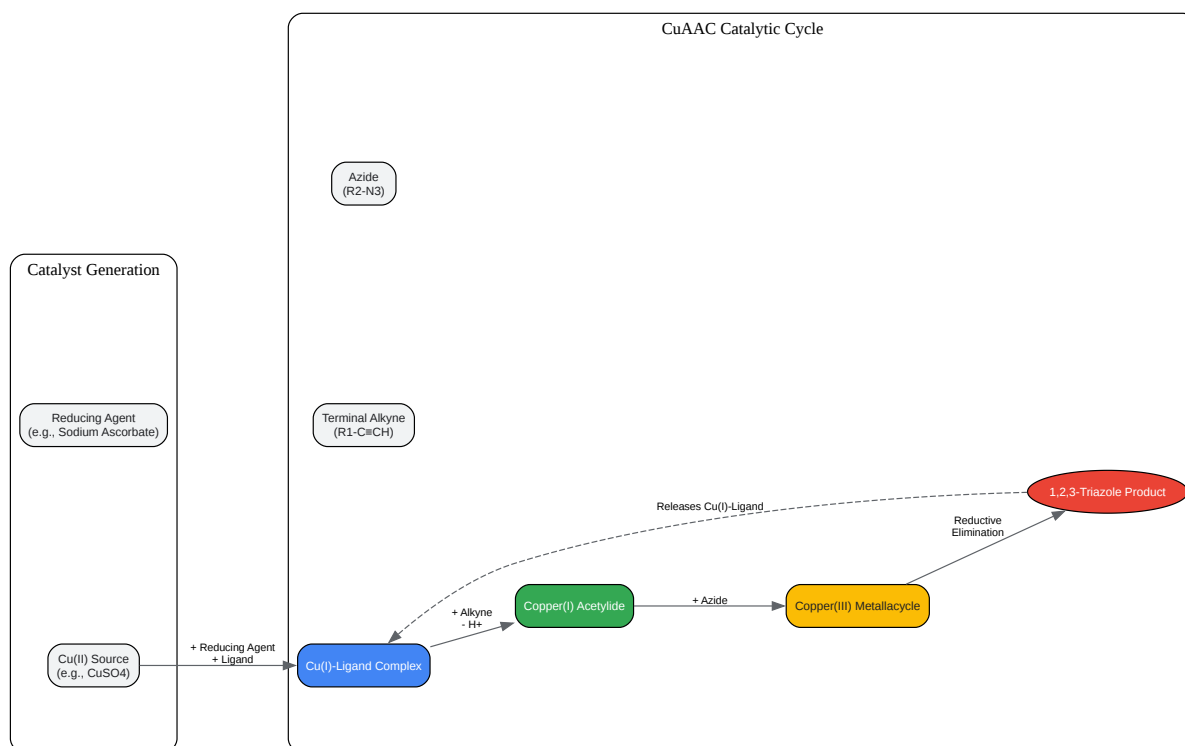 CuAAC Catalytic Cycle
Azide
(R2-N3)
Catalyst Generation
Reducing Agent
(e.g., Sodium Ascorbate)
Terminal Alkyne
(R1-C≡CH)
1,2,3-Triazole Product
Releases Cu(I)-Ligand
Reductive
Elimination
Copper(I) Acetylide
+ Azide
Copper(III) Metallacycle
+ Alkyne
- H+
Cu(II) Source
(e.g., CuSO4)
+ Reducing Agent
+ Ligand
Cu(I)-Ligand Complex